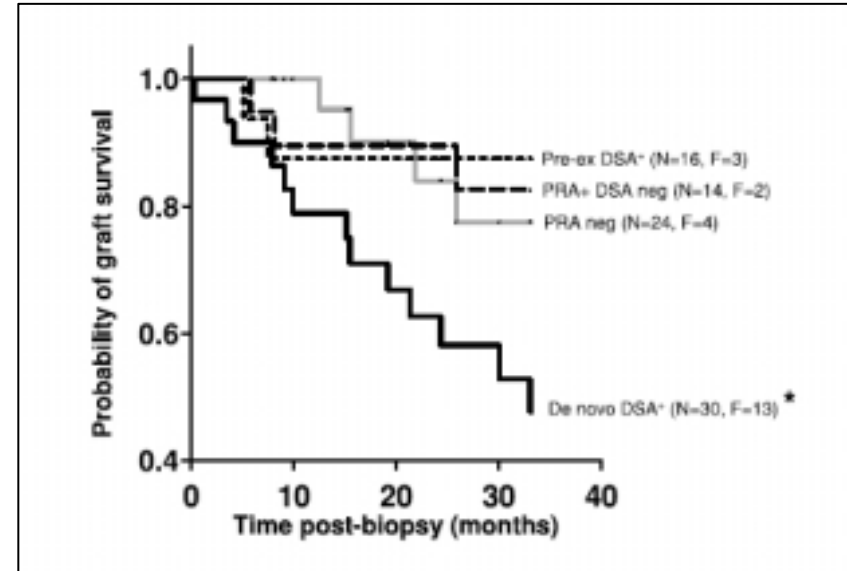 Probability of graft survival
1.0
0.8
0.6
0.4
0
10
20
30
40
Time post-biopsy (months)
Pre-ex DSA⁺ (N=16, F=3)
PRA+ DSA neg (N=14, F=2)
PRA neg (N=24, F=4)
De novo DSA⁺ (N=30, F=13) *